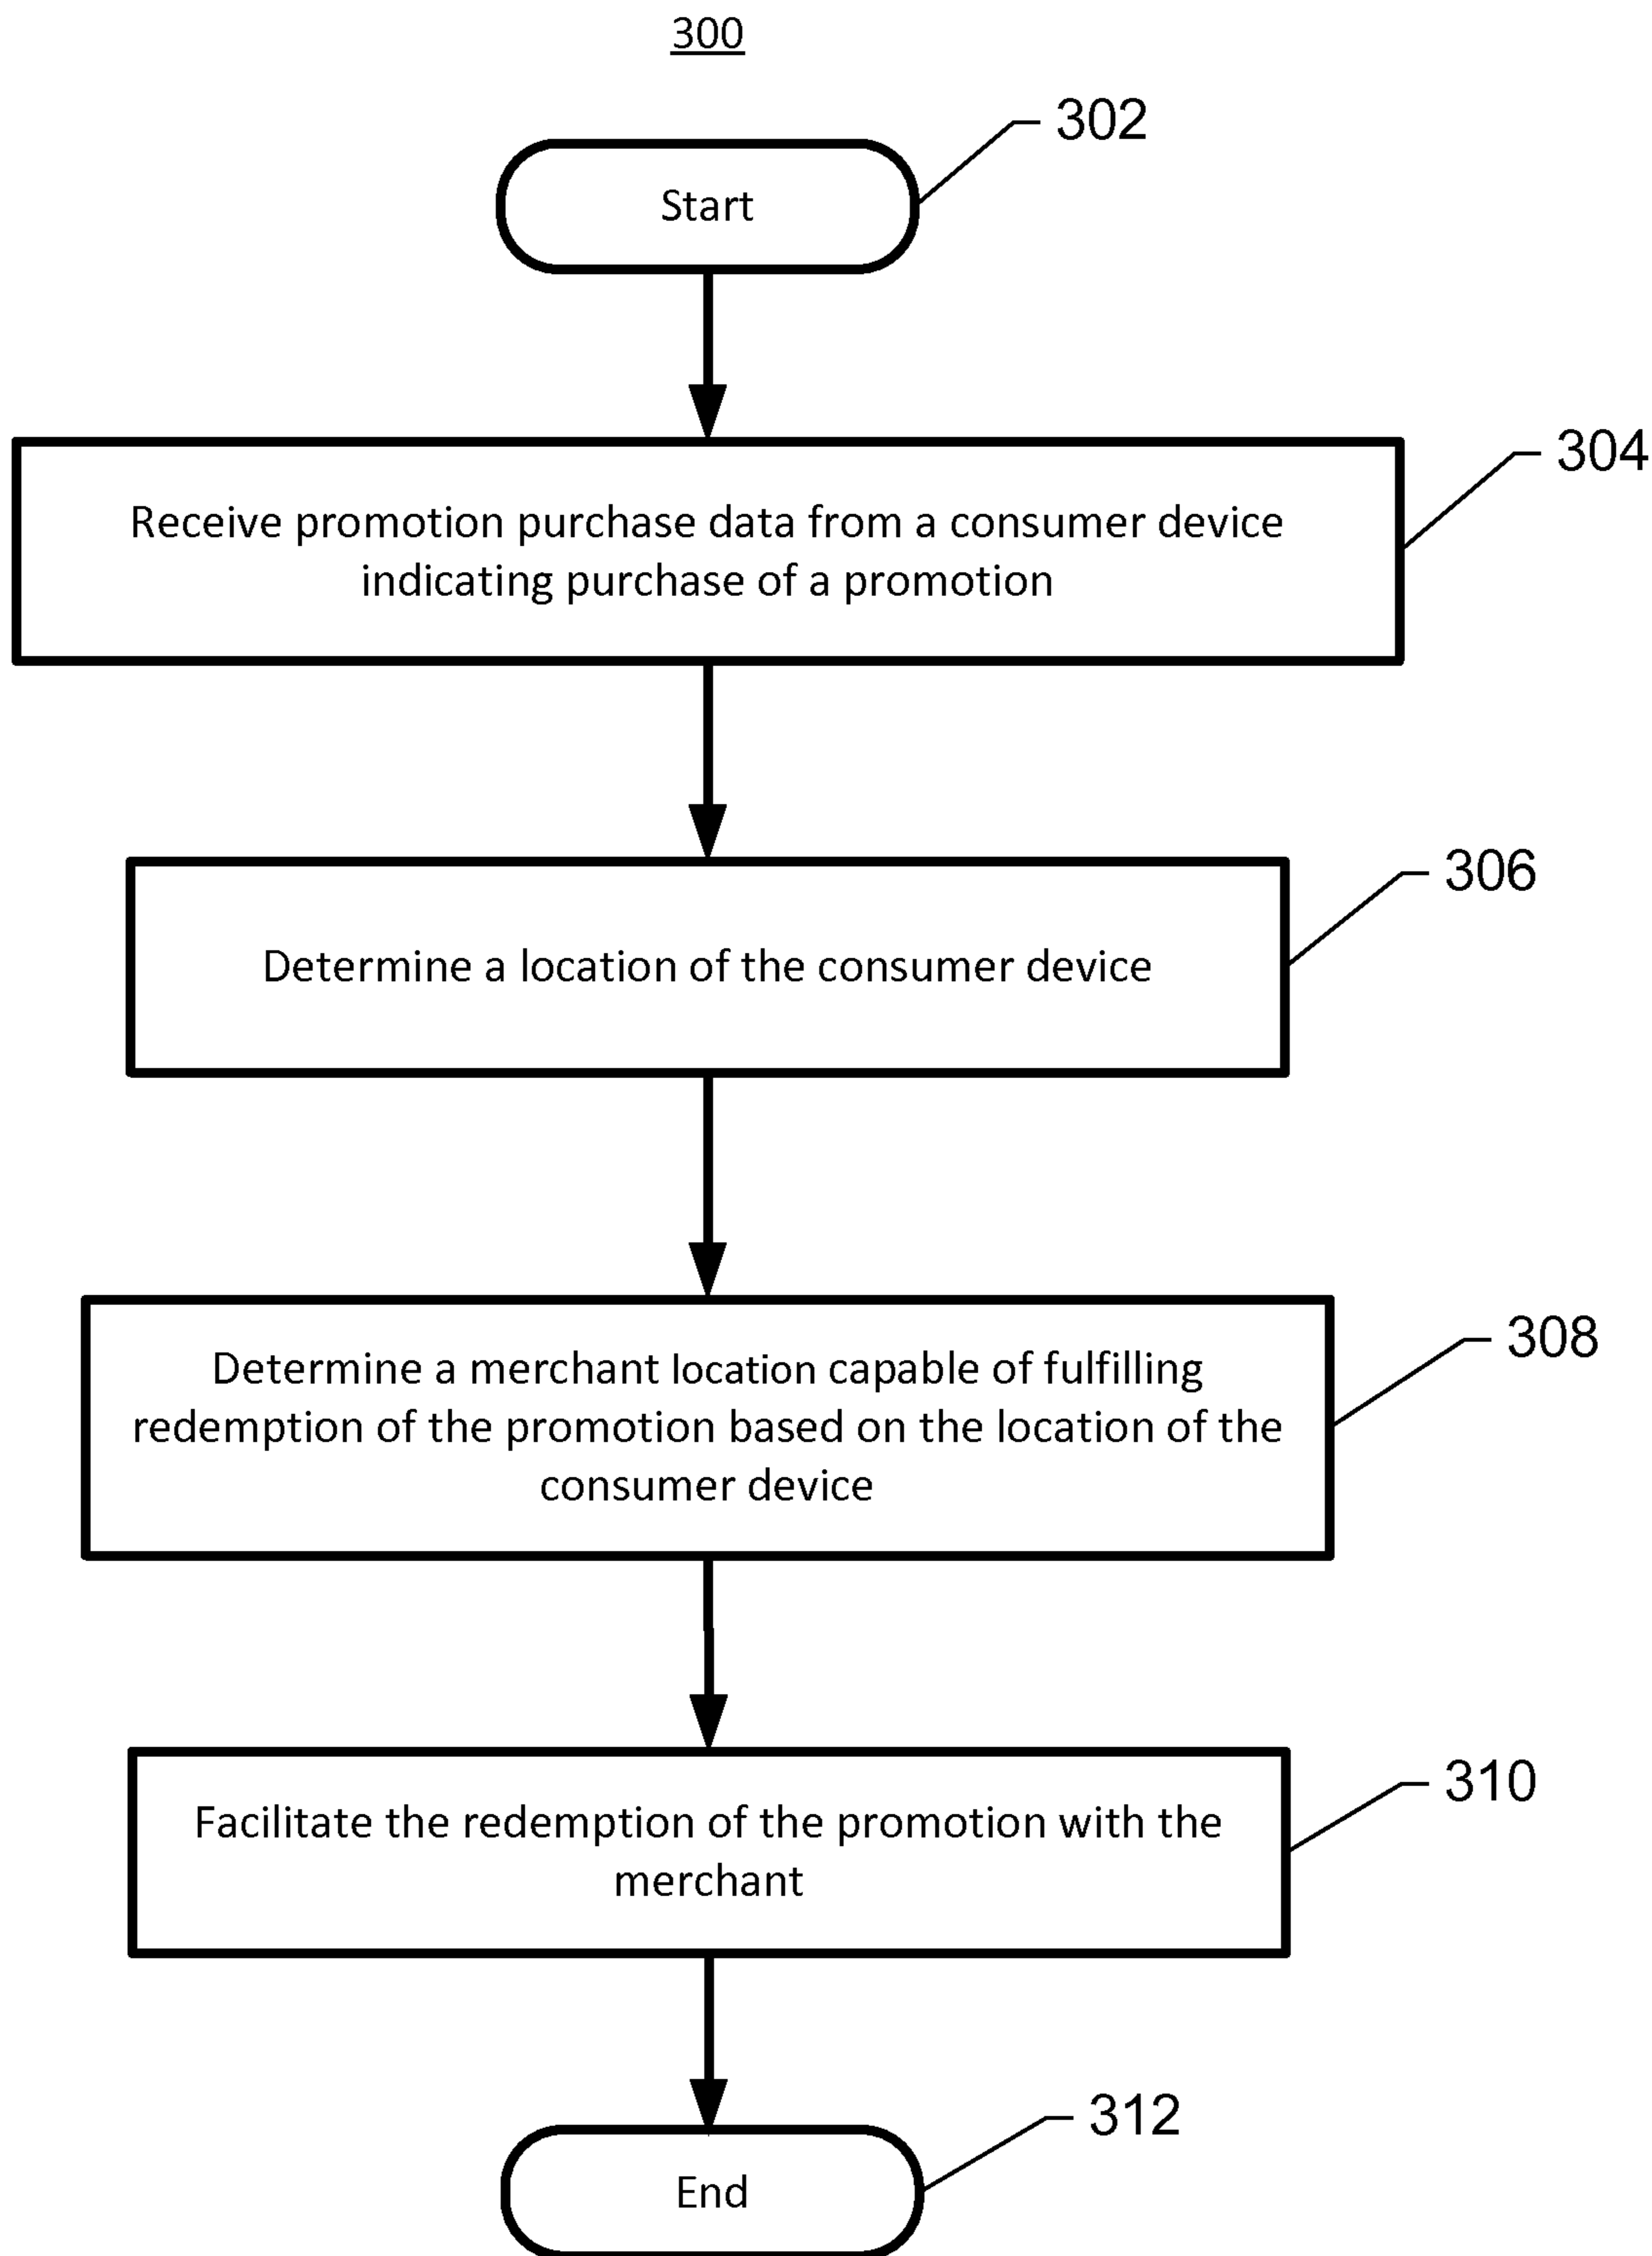 300
302
Start
304
Receive promotion purchase data from a consumer device
indicating purchase of a promotion
306
Determine a location of the consumer device
308
Determine a merchant location capable of fulfilling
redemption of the promotion based on the location of the
consumer device
310
Facilitate the redemption of the promotion with the
merchant
312
End